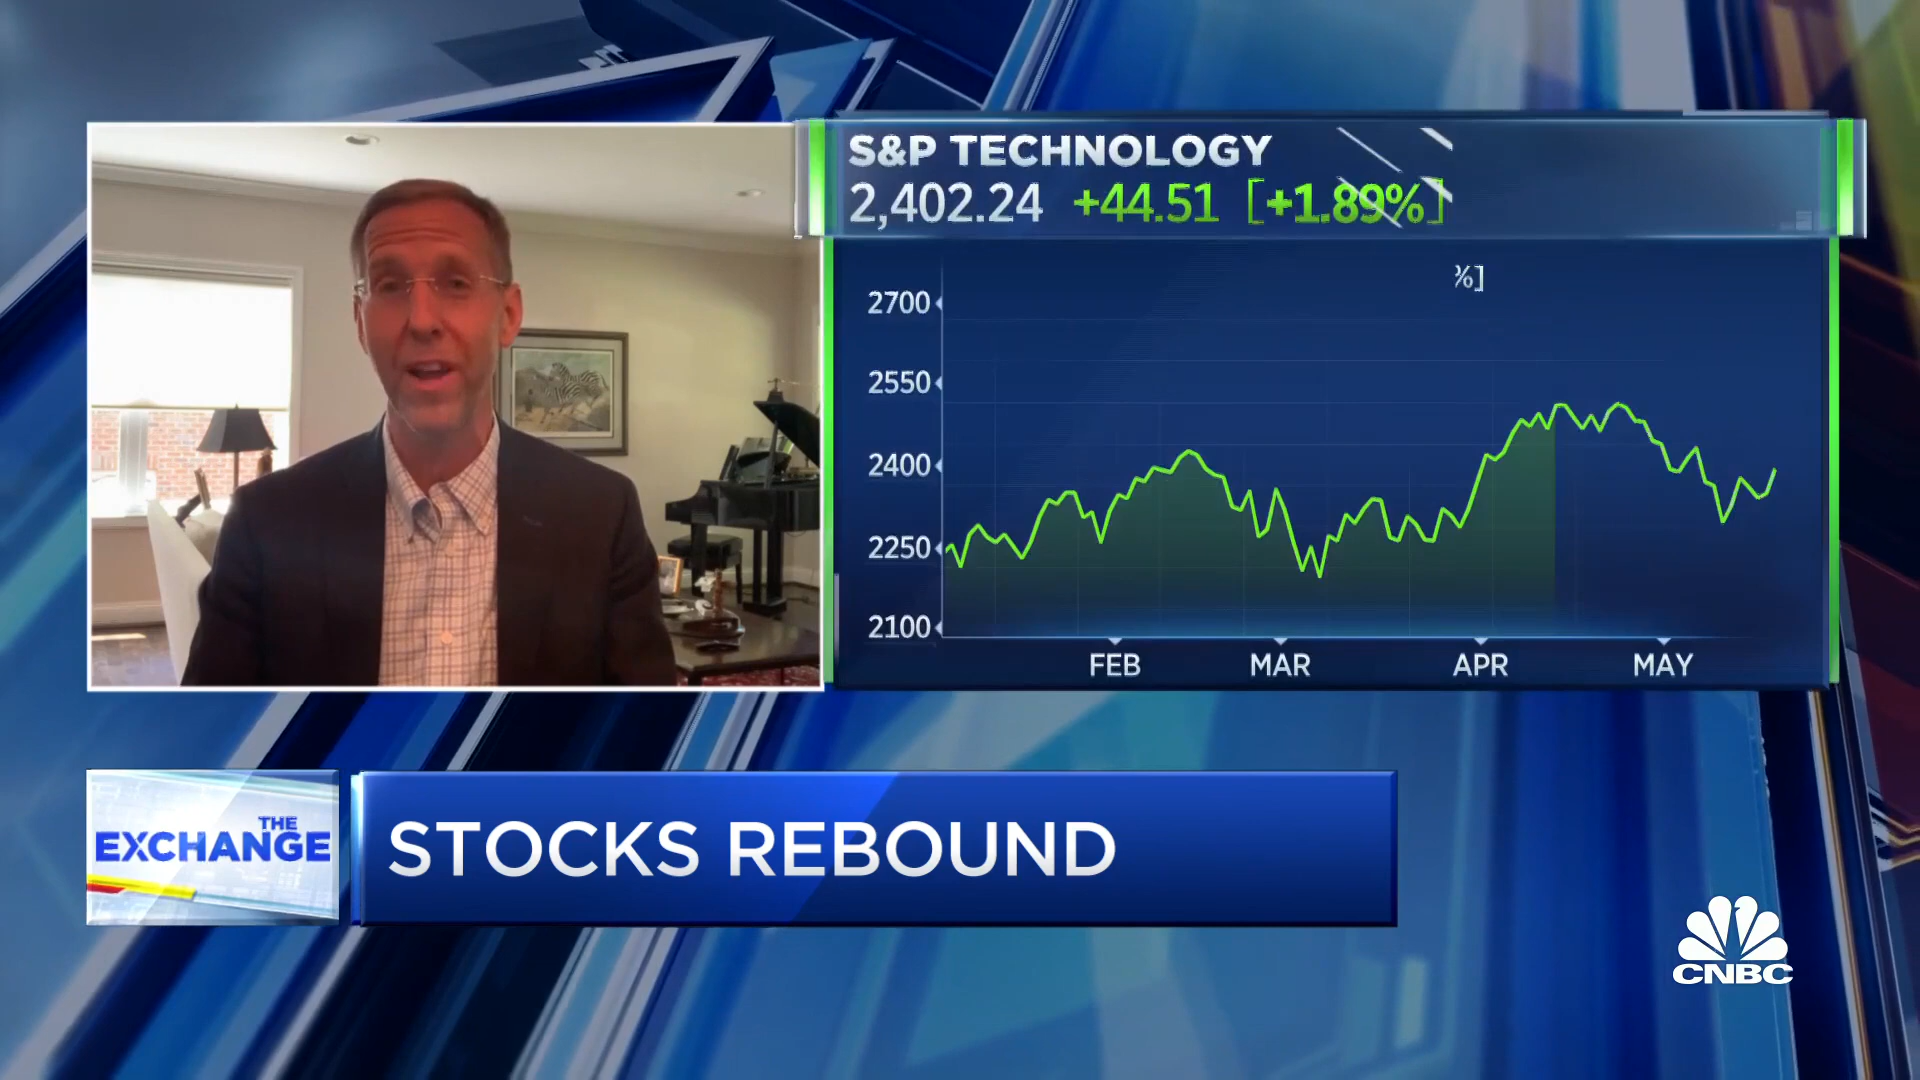 S&P TECHNOLOGY
2,402.24 +44.51 [+1.89%]
%]
2700
2550
2400
2250
2100
FEB MAR APR MAY
THE
EXCHANGE
STOCKS REBOUND
CNBC